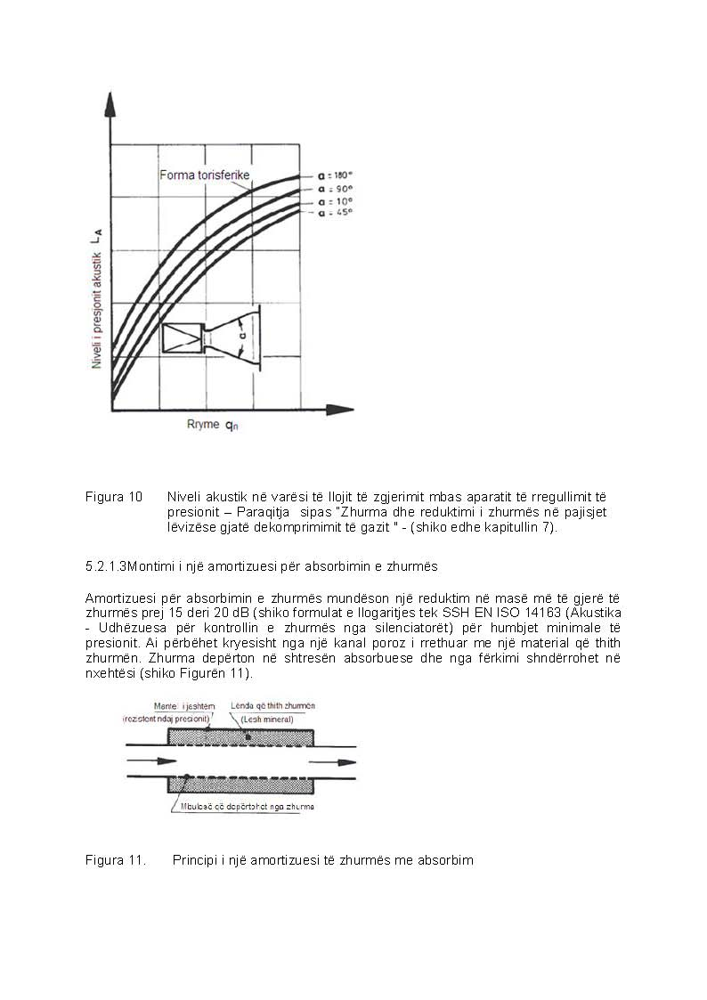 Forma torisferike
a = 180°
a = 90°
a = 10°
a = 45°
Niveli i presjonit akustik LA
Rryme qn
Figura 10 Niveli akustik në varësi të llojit të zgjerimit mbas aparatit të rregullimit të
presionit – Paraqitja sipas "Zhurma dhe reduktimi i zhurmës në pajisjet
lëvizëse gjatë dekomprimimit të gazit " - (shiko edhe kapitullin 7).
5.2.1.3Montimi i një amortizuesi për absorbimin e zhurmës
Amortizuesi për absorbimin e zhurmës mundëson një reduktim në masë më të gjerë të
zhurmës prej 15 deri 20 dB (shiko formulat e llogaritjes tek SSH EN ISO 14163 (Akustika
- Udhëzuesa për kontrollin e zhurmës nga silenciatorët) për humbjet minimale të
presionit. Ai përbëhet kryesisht nga një kanal poroz i rrethuar me një material që thith
zhurmën. Zhurma depërton në shtresën absorbuese dhe nga fërkimi shndërrohet në
nxehtësi (shiko Figurën 11).
Mantel i jashtëm
(rezistent ndaj presionit)
Lënda që thith zhurmën
(Lesh mineral)
a
Mbulesë që depërtohet nga zhurma
Figura 11. Principi i një amortizuesi të zhurmës me absorbim